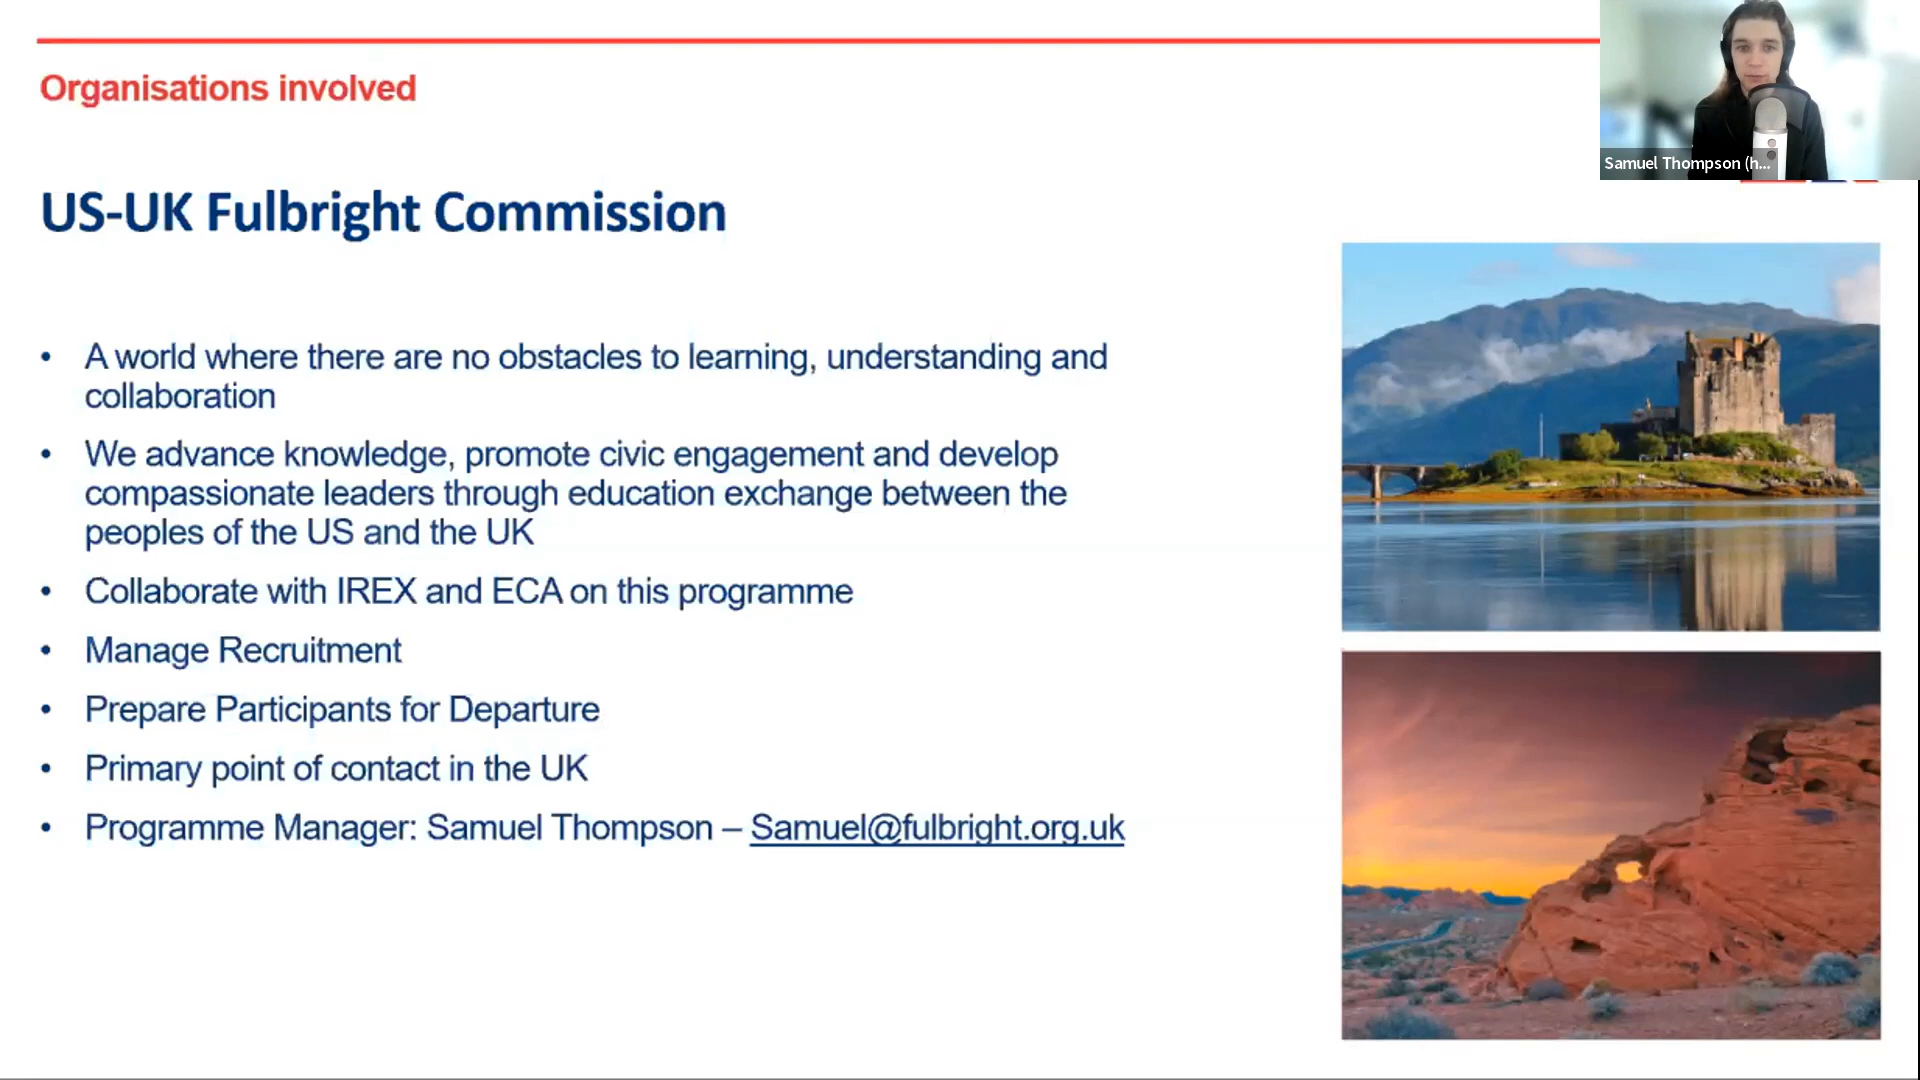 Organisations involved
Samuel Thompson (h...
US-UK Fulbright Commission
• A world where there are no obstacles to learning, understanding and
collaboration
• We advance knowledge, promote civic engagement and develop
compassionate leaders through education exchange between the
peoples of the US and the UK
• Collaborate with IREX and ECA on this programme
• Manage Recruitment
• Prepare Participants for Departure
• Primary point of contact in the UK
• Programme Manager: Samuel Thompson – Samuel@fulbright.org.uk